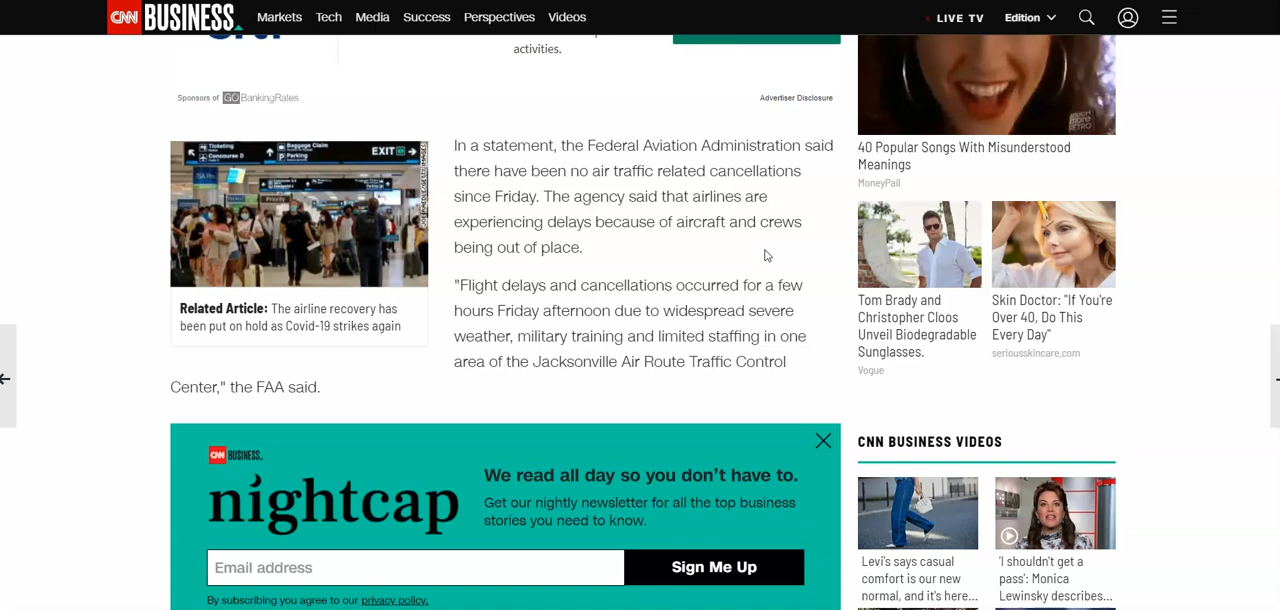 CNN BUSINESS Markets Tech Media Success Perspectives Videos LIVE TV Edition
activities.
Sponsors of GOBankingRates Advertiser Disclosure
Ticketing
Concourse D
Baggage Claim
Parking
EXIT
Priority
Related Article: The airline recovery has
been put on hold as Covid-19 strikes again
In a statement, the Federal Aviation Administration said
there have been no air traffic related cancellations
since Friday. The agency said that airlines are
experiencing delays because of aircraft and crews
being out of place.
"Flight delays and cancellations occurred for a few
hours Friday afternoon due to widespread severe
weather, military training and limited staffing in one
area of the Jacksonville Air Route Traffic Control
Center," the FAA said.
CNN BUSINESS
nightcap
We read all day so you don't have to.
Get our nightly newsletter for all the top business
stories you need to know.
Email address
Sign Me Up
By subscribing you agree to our privacy policy.
40 Popular Songs With Misunderstood
Meanings
MoneyPail
Tom Brady and
Christopher Cloos
Unveil Biodegradable
Sunglasses.
Vogue
Skin Doctor: "If You're
Over 40, Do This
Every Day"
seriousskincare.com
CNN BUSINESS VIDEOS
Levi's says casual
comfort is our new
normal, and it's here...
'I shouldn't get a
pass': Monica
Lewinsky describes...